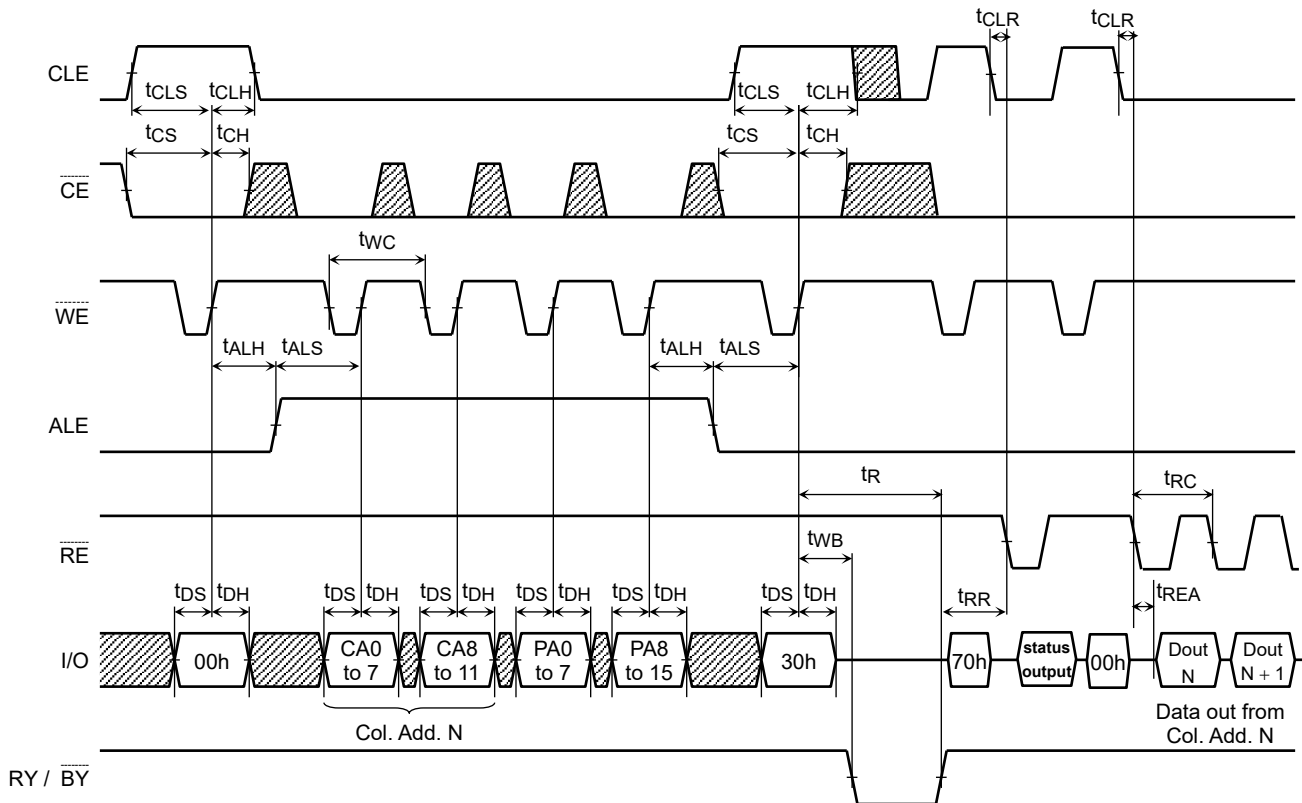 tCLR
tCLR
CLE
tCLS
tCLH
tCLS
tCLH
tCS
tCH
tCS
tCH
CE
tWC
WE
tALH
tALS
tALH
tALS
ALE
tR
tRC
RE
tWB
tDS
tDH
tDS
tDH
tDS
tDH
tDS
tDH
tDS
tDH
tDS
tDH
tRR
tREA
I/O
00h
CA0
to 7
CA8
to 11
PA0
to 7
PA8
to 15
30h
70h
status
output
00h
Dout
N
Dout
N + 1
Col. Add. N
Data out from
Col. Add. N
RY / BY